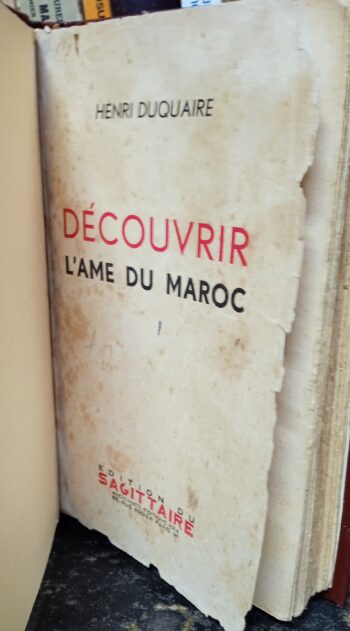 HENRI DUQUAIRE
DÉCOUVRIR
L'AME DU MAROC
EDITION DU
SAGITTAIRE